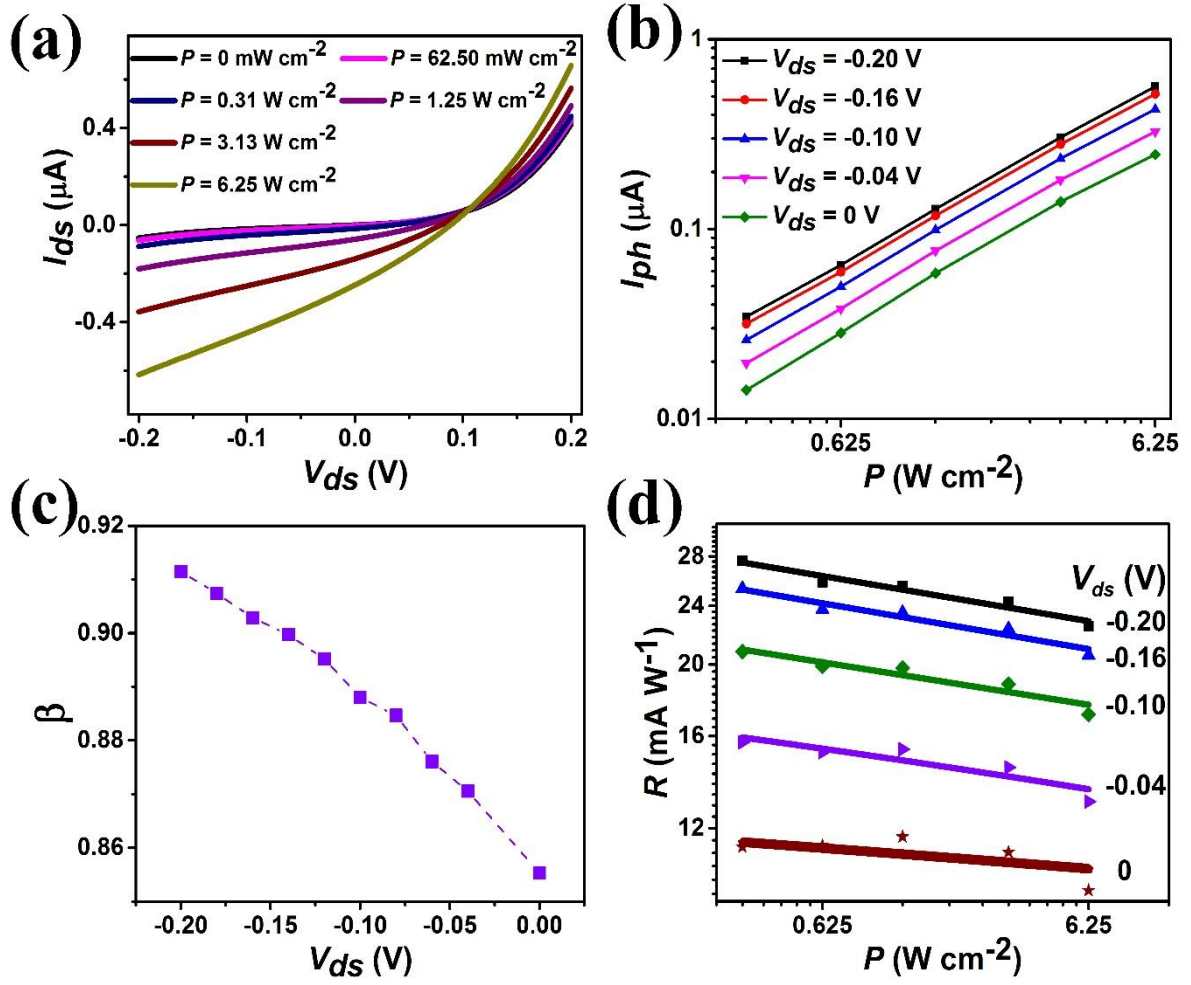 (a)
P = 0 mW cm-2
P = 62.50 mW cm-2
P = 0.31 W cm-2
P = 1.25 W cm-2
P = 3.13 W cm-2
P = 6.25 W cm-2
0.4
0.0
-0.4
Ids (μA)
-0.2 -0.1 0.0 0.1 0.2
Vds (V)
(b)
1
0.1
0.01
Iph (μA)
Vds = -0.20 V
Vds = -0.16 V
Vds = -0.10 V
Vds = -0.04 V
Vds = 0 V
0.625 6.25
P (W cm-2)
(c)
0.92
0.90
0.88
0.86
β
-0.20 -0.15 -0.10 -0.05 0.00
Vds (V)
(d)
28
24
20
16
12
R (mA W-1)
Vds (V)
-0.20
-0.16
-0.10
-0.04
0
0.625 6.25
P (W cm-2)